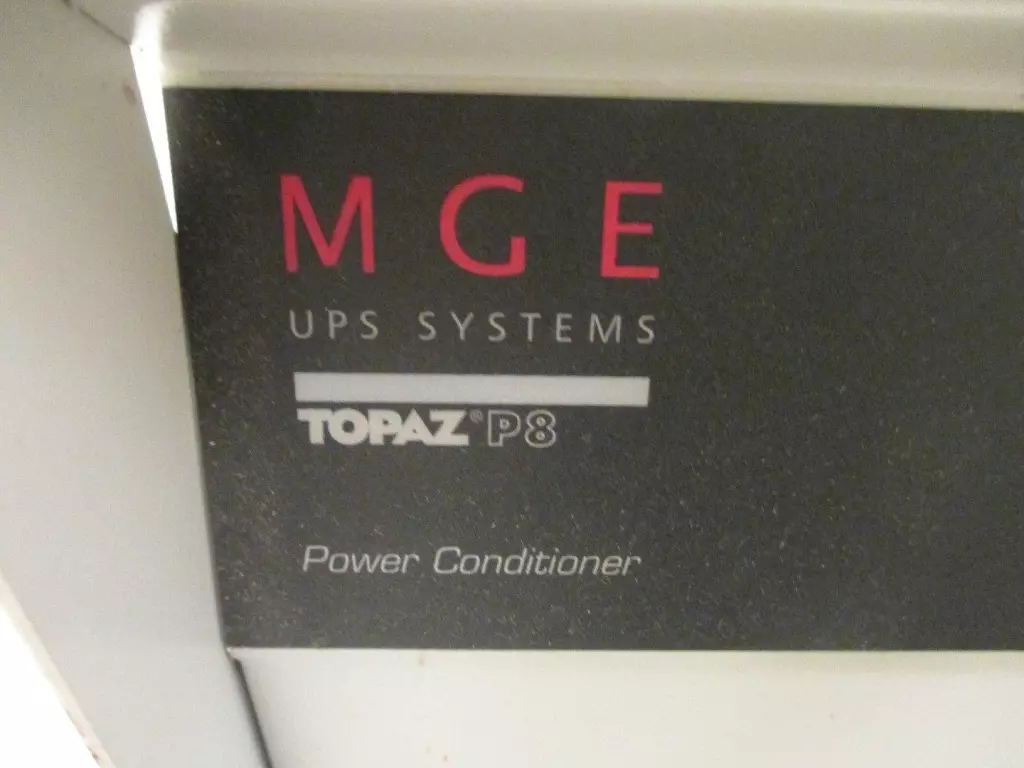 MGE
UPS SYSTEMS
TOPAZ® P8
Power Conditioner